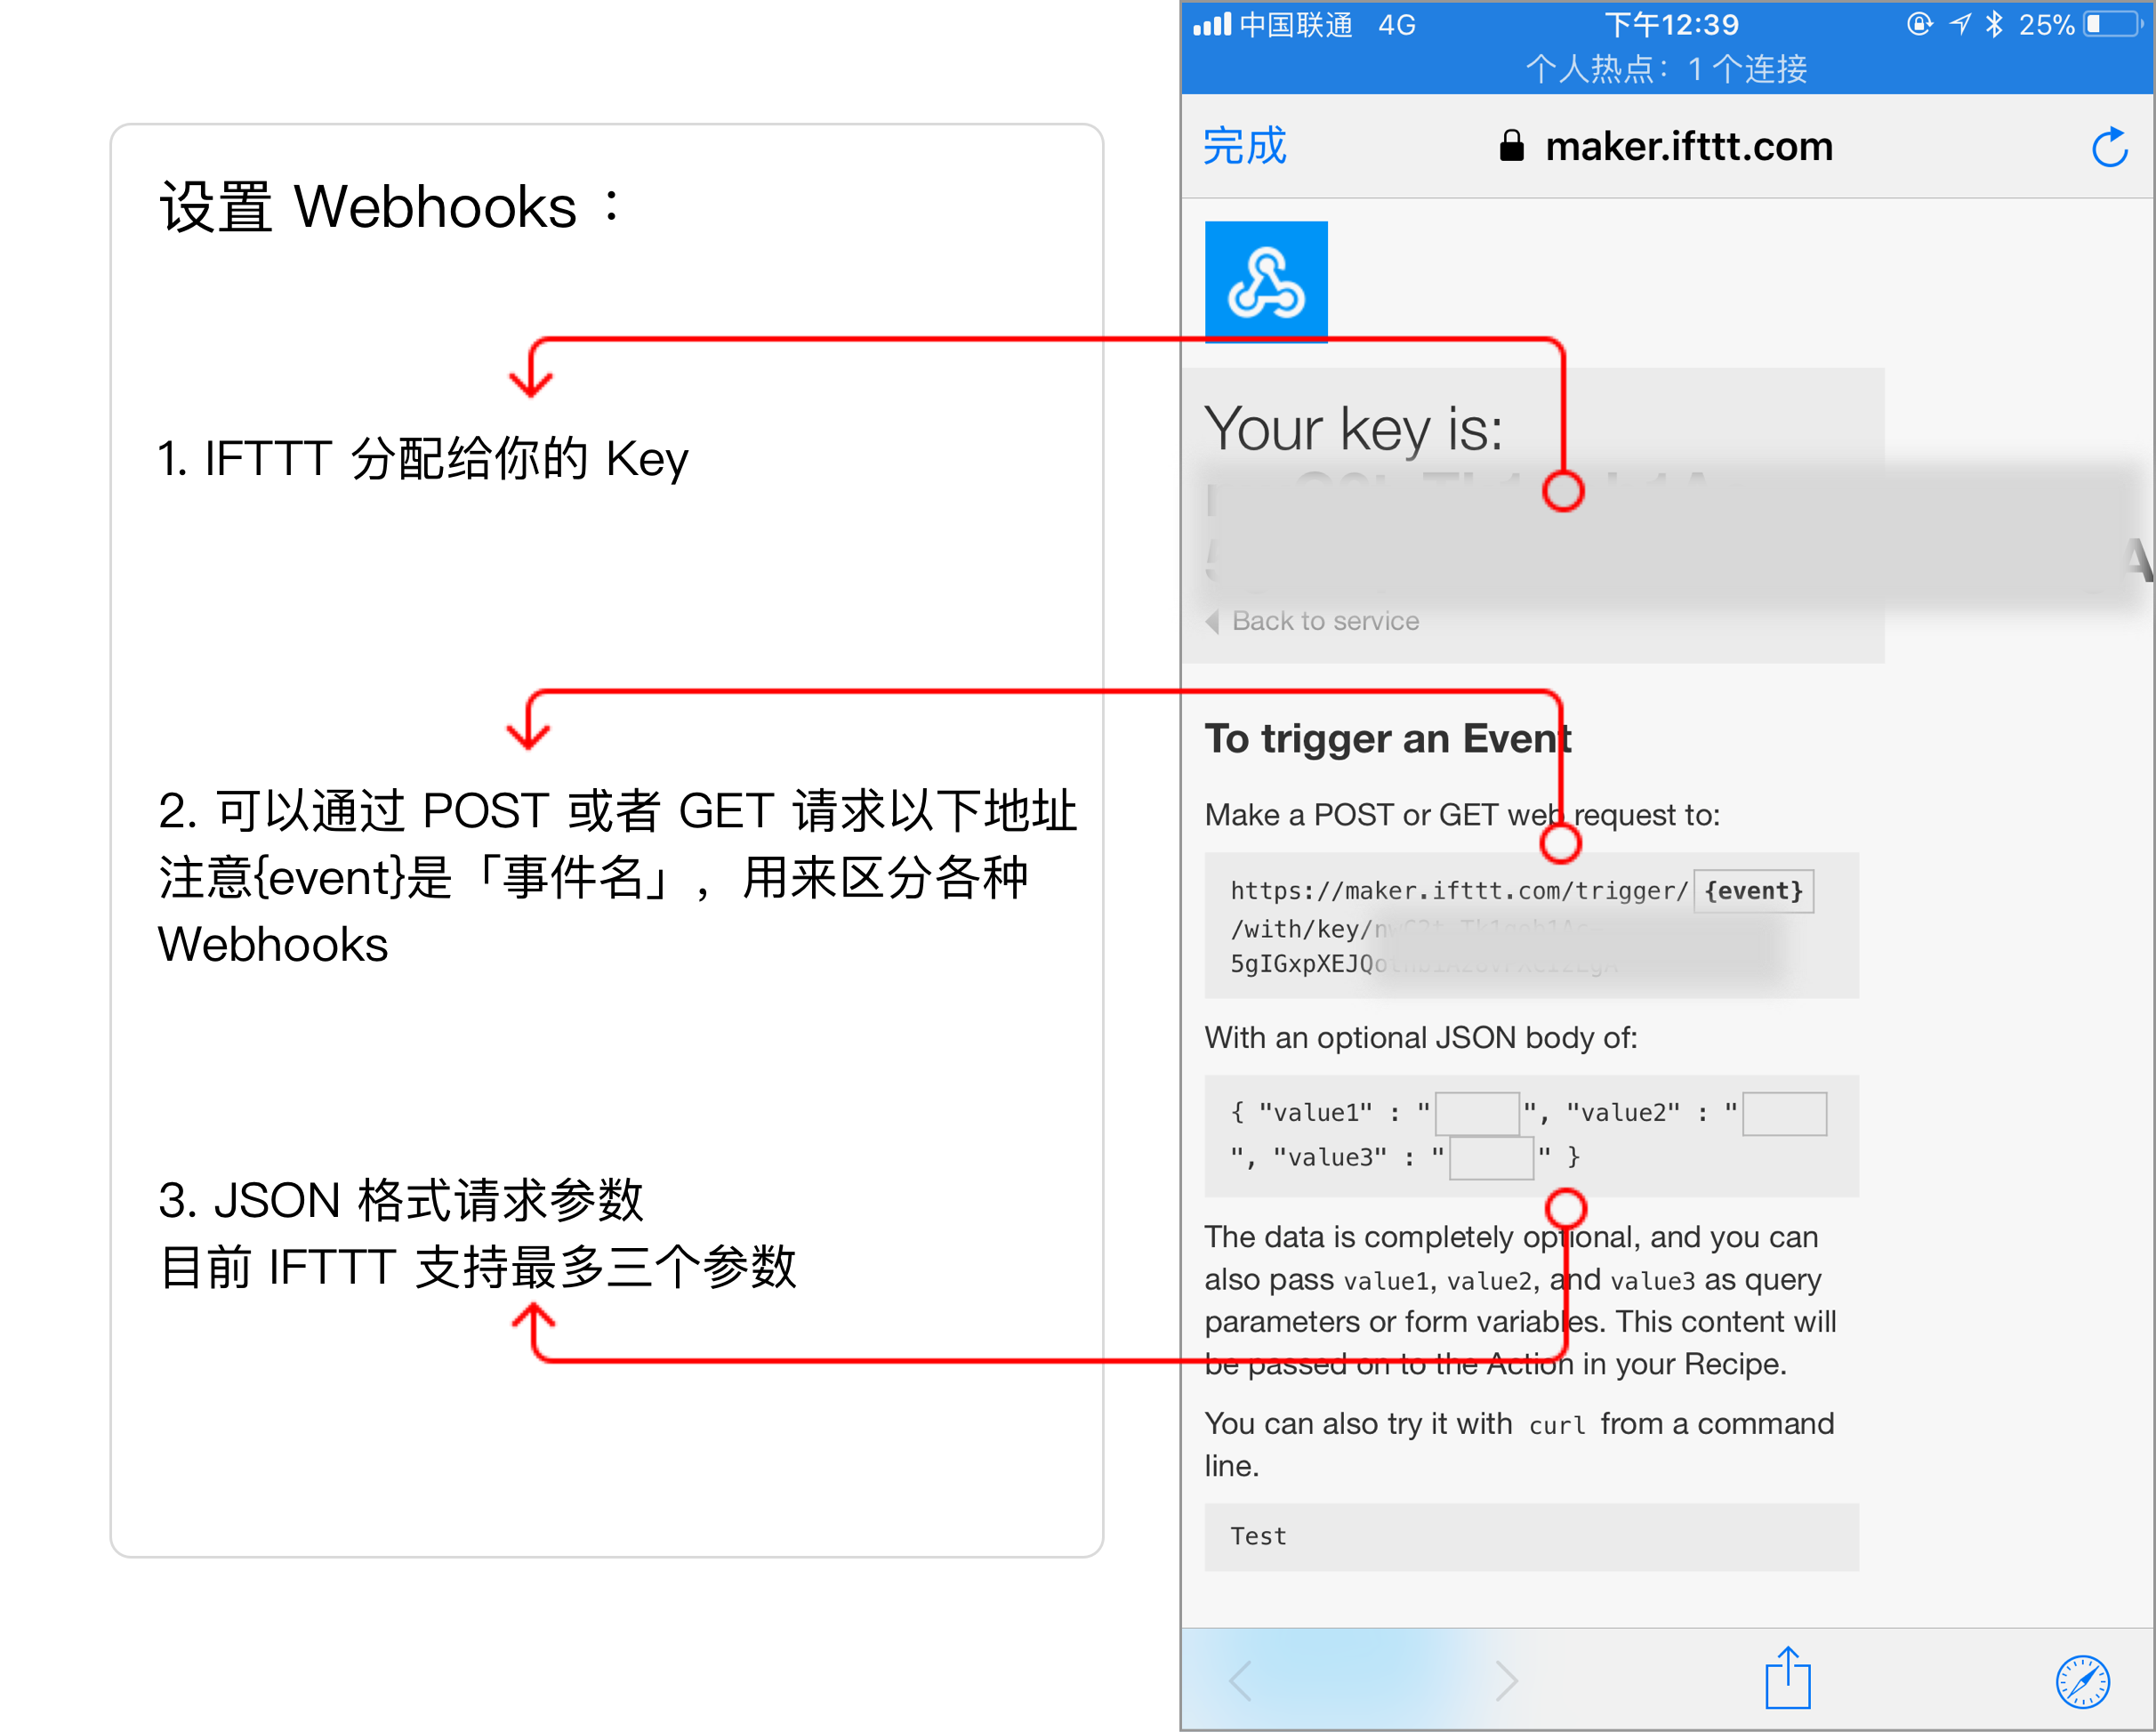 设置 Webhooks：
1. IFTTT 分配给你的 Key
2. 可以通过 POST 或者 GET 请求以下地址
注意{event}是「事件名」，用来区分各种
Webhooks
3. JSON 格式请求参数
目前 IFTTT 支持最多三个参数
中国联通 4G 下午12:39 25%
个人热点：1 个连接
完成 maker.ifttt.com
Your key is:
Back to service
To trigger an Event
Make a POST or GET web request to:
https://maker.ifttt.com/trigger/ {event}
/with/key/
With an optional JSON body of:
{ "value1" : "", "value2" : "
", "value3" : "" }
The data is completely optional, and you can
also pass value1, value2, and value3 as query
parameters or form variables. This content will
be passed on to the Action in your Recipe.
You can also try it with curl from a command
line.
Test